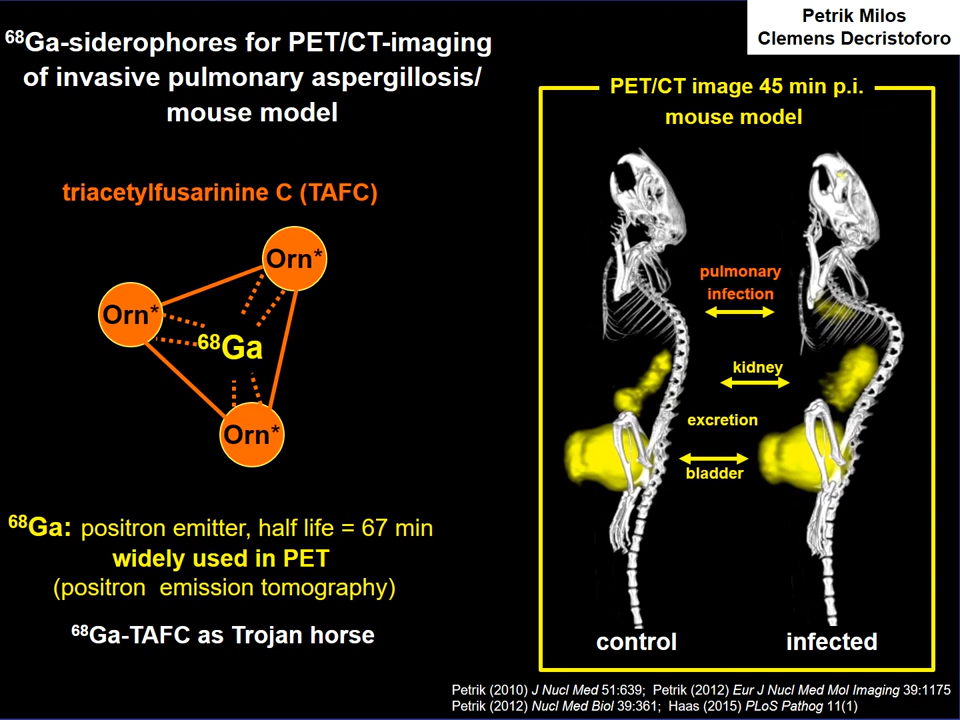 Petrik Milos
Clemens Decristoforo
⁶⁸Ga-siderophores for PET/CT-imaging
of invasive pulmonary aspergillosis/
mouse model
triacetylfusarinine C (TAFC)
Orn*
Orn*
⁶⁸Ga
Orn*
⁶⁸Ga: positron emitter, half life = 67 min
widely used in PET
(positron emission tomography)
⁶⁸Ga-TAFC as Trojan horse
PET/CT image 45 min p.i.
mouse model
pulmonary
infection
kidney
excretion
bladder
control
infected
Petrik (2010) J Nucl Med 51:639; Petrik (2012) Eur J Nucl Med Mol Imaging 39:1175
Petrik (2012) Nucl Med Biol 39:361; Haas (2015) PLoS Pathog 11(1)